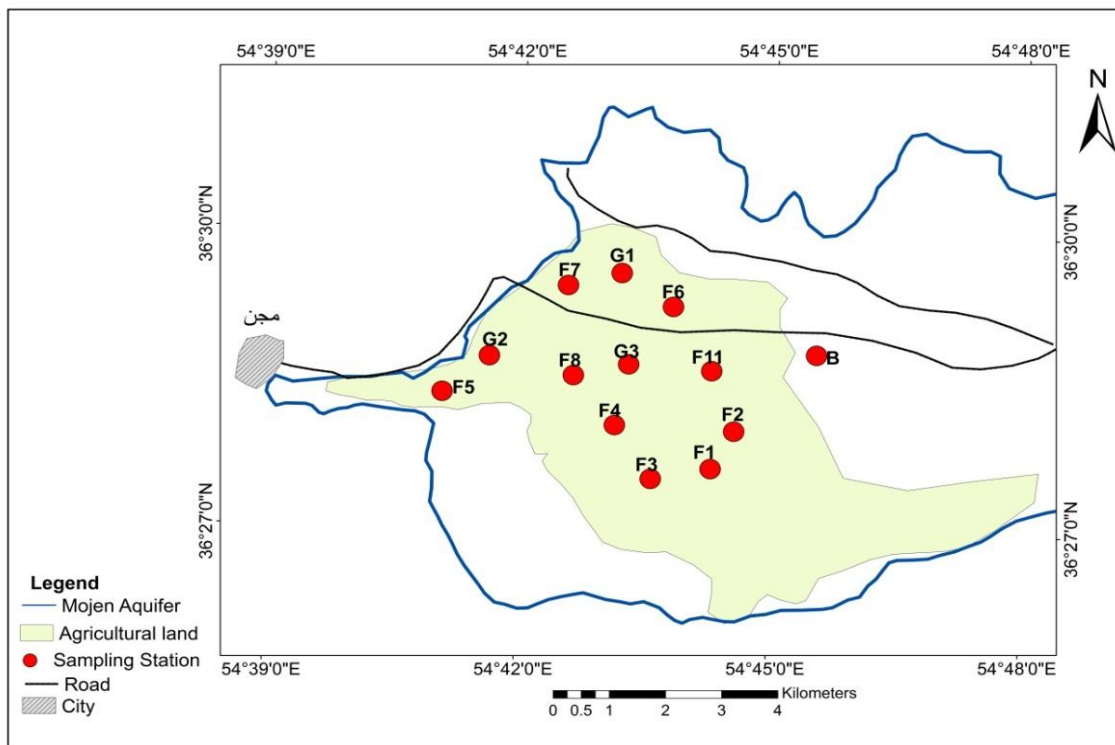 54°39'0"E
54°42'0"E
54°45'0"E
54°48'0"E
N
36°30'0"N
36°30'0"N
G1
F7
F6
مجن
G2
G3
F11
B
F8
F5
F4
F2
F1
F3
36°27'0"N
36°27'0"N
Legend
Mojen Aquifer
Agricultural land
Sampling Station
Road
City
54°39'0"E
54°42'0"E
54°45'0"E
54°48'0"E
Kilometers
0 0.5 1 2 3 4